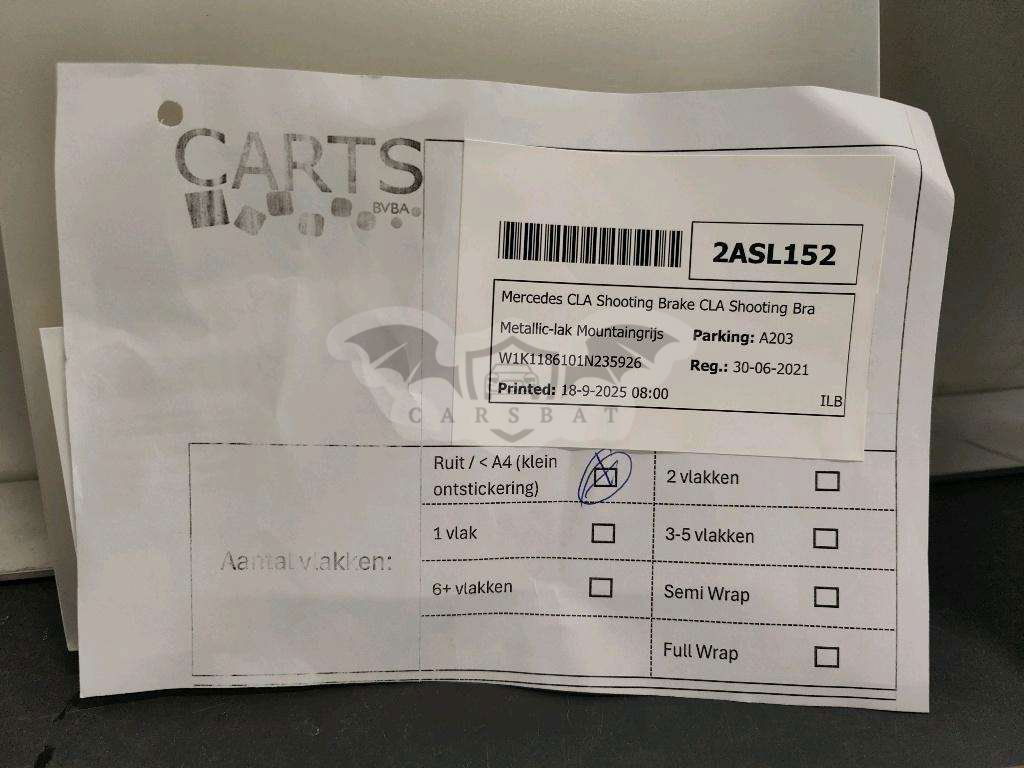 CARTS
BVBA
2ASL152
Mercedes CLA Shooting Brake CLA Shooting Bra
Metallic-lak Mountaingrijs Parking: A203
W1K1186101N235926 Reg.: 30-06-2021
Printed: 18-9-2025 08:00 ILB
CARSBAT
Aantal vlakken:
Ruit / < A4 (klein ontstickering)
2 vlakken
1 vlak
3-5 vlakken
6+ vlakken
Semi Wrap
Full Wrap